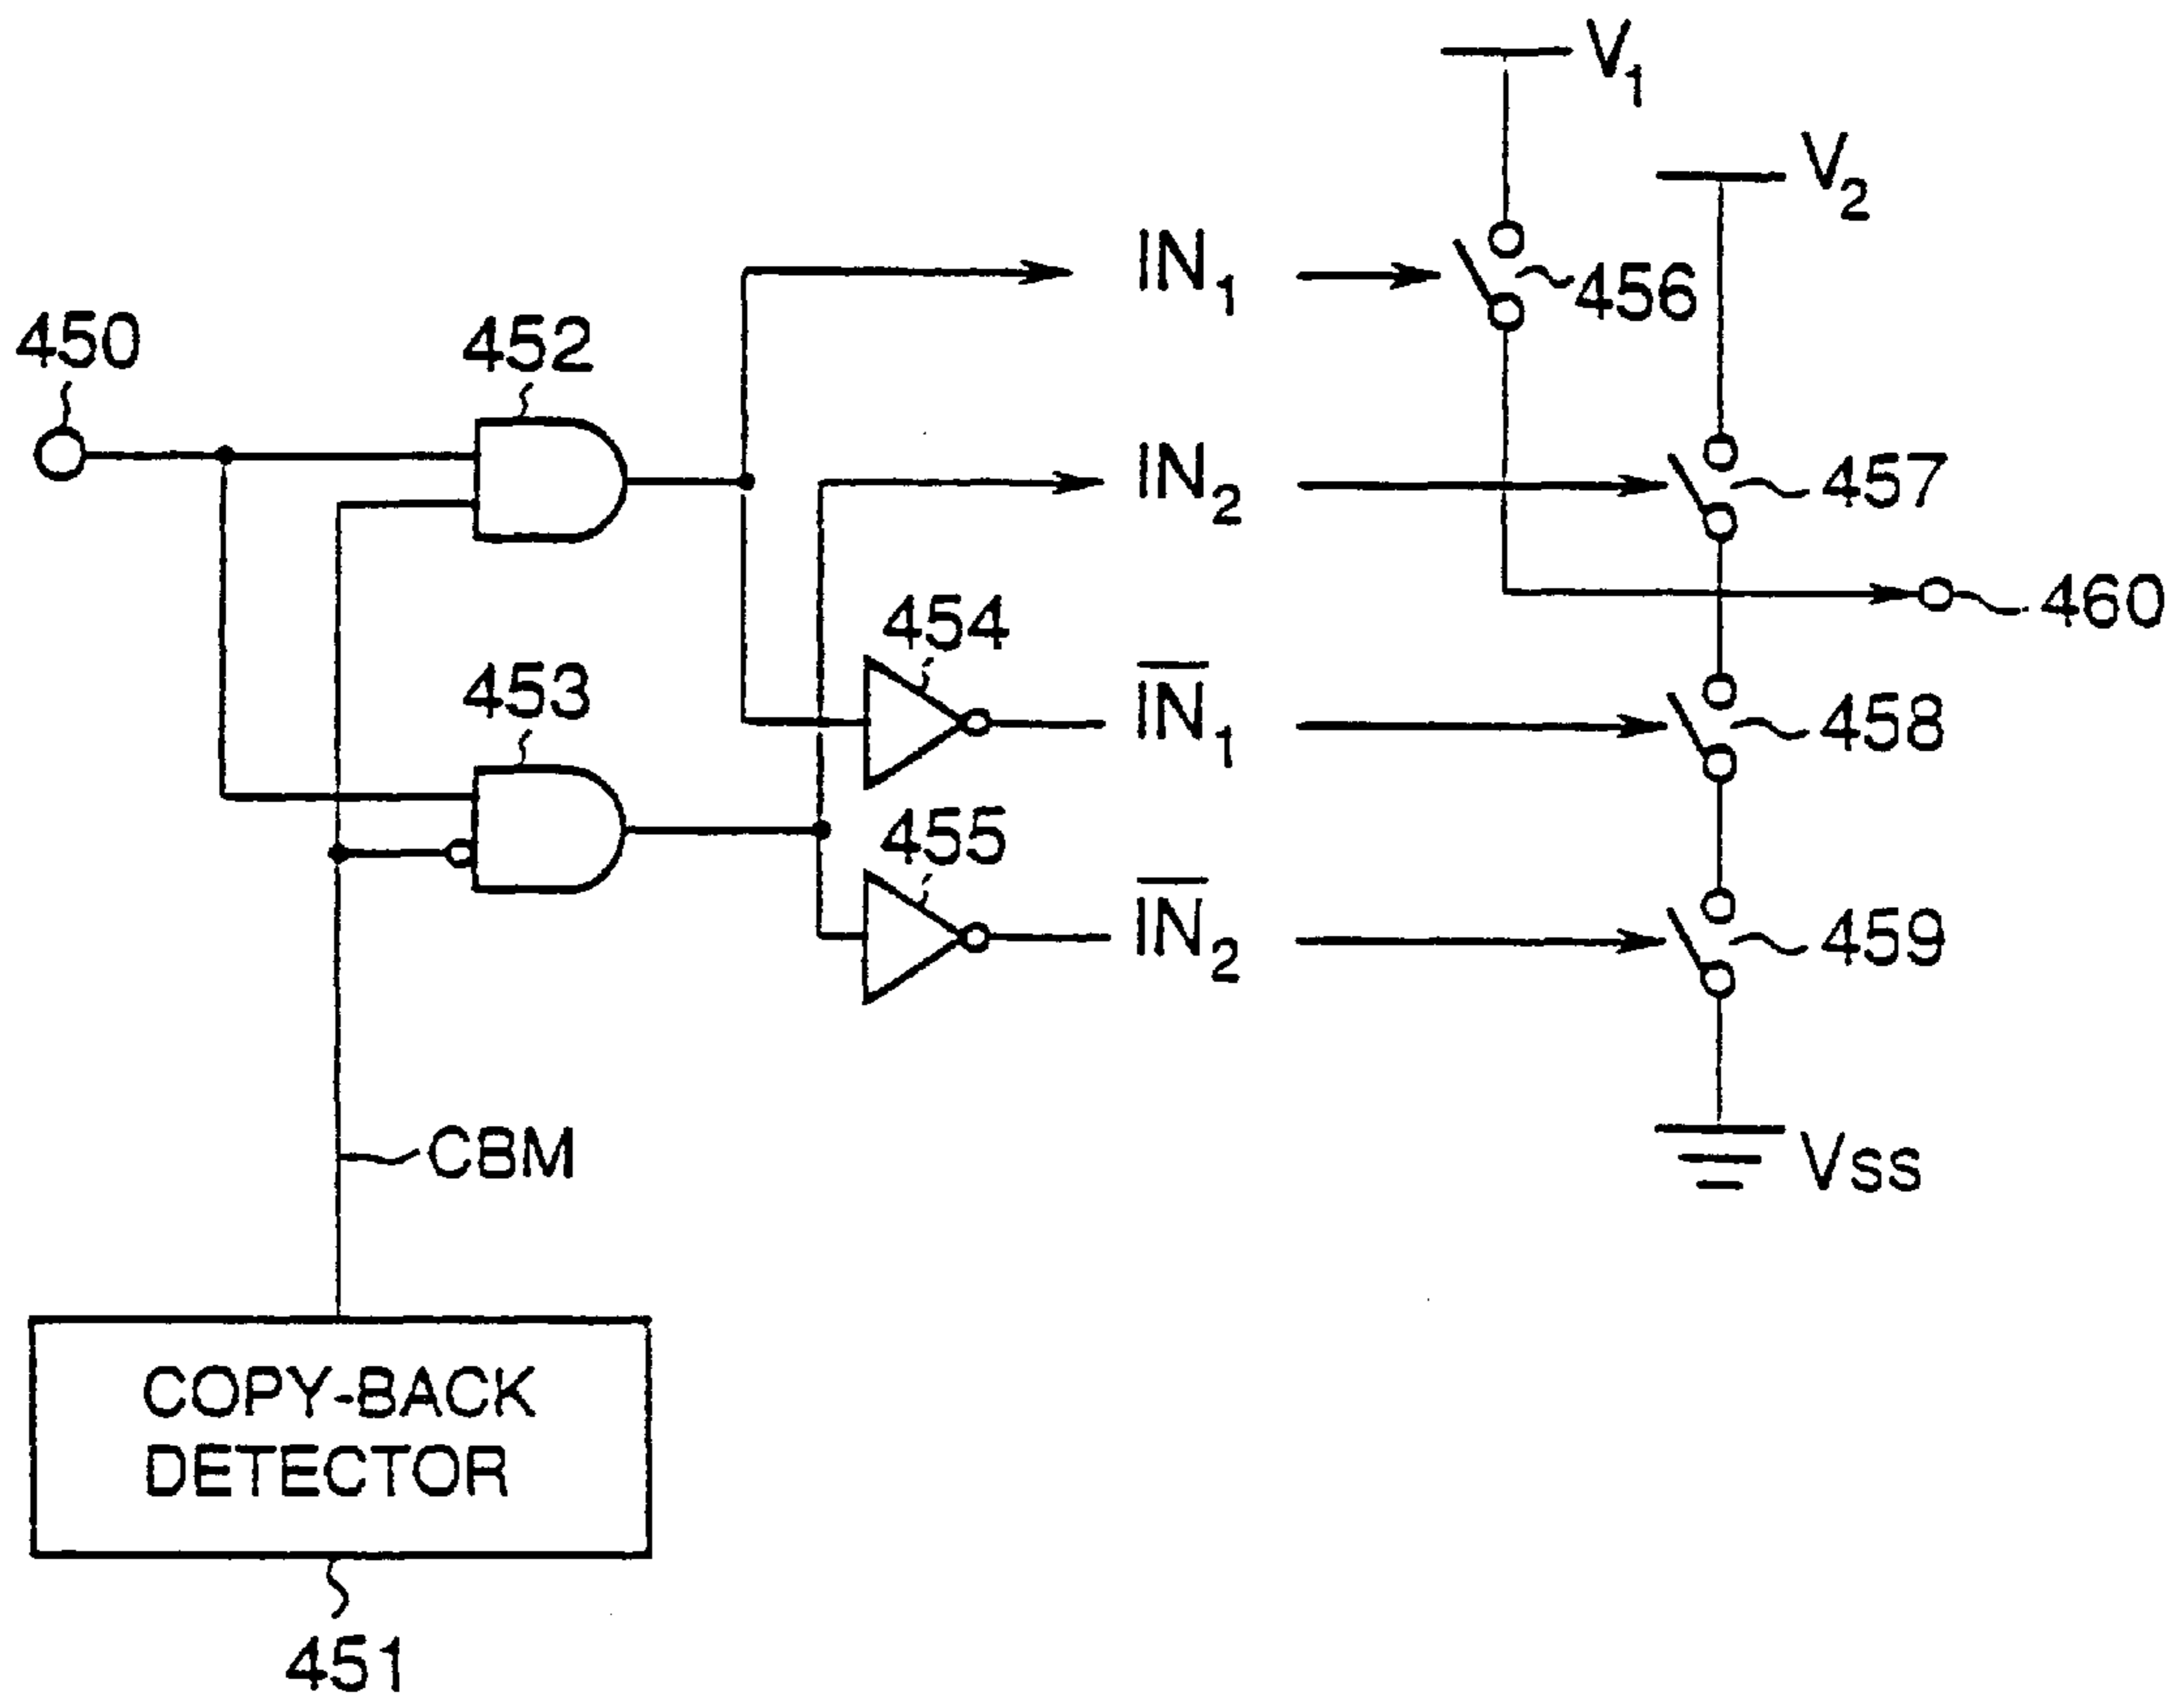 V1
V2
IN1
456
450
452
IN2
457
454
460
453
IN1
458
455
IN2
459
CBM
VSS
COPY-BACK
DETECTOR
451